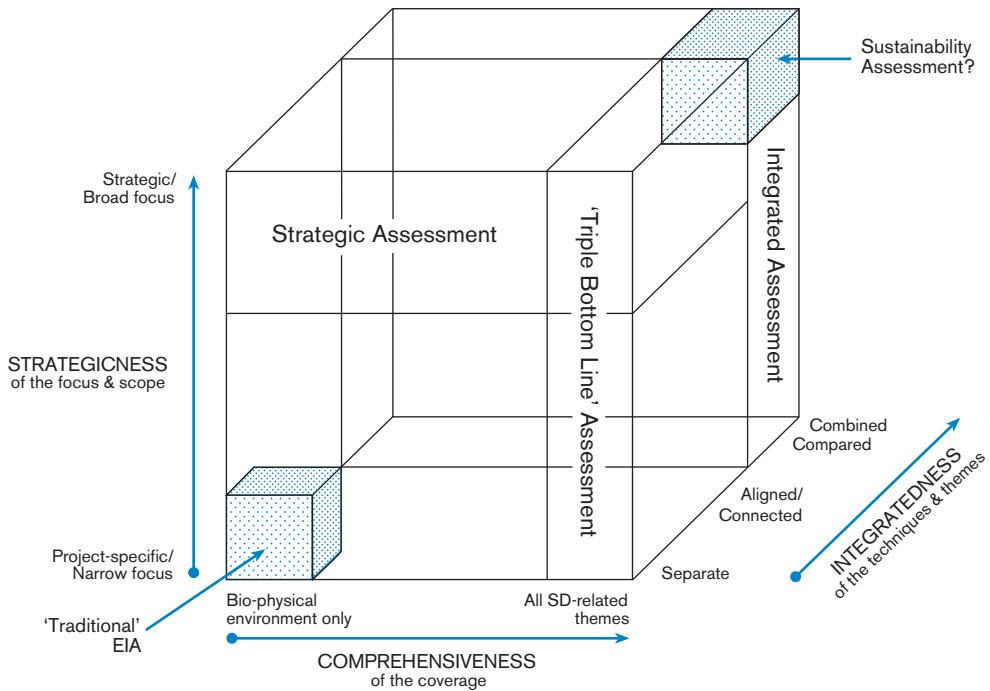 Sustainability
Assessment?
Strategic/
Broad focus
Strategic Assessment
'Triple Bottom Line' Assessment
Integrated Assessment
STRATEGICNESS
of the focus & scope
Combined
Compared
Aligned/
Connected
INTEGRATEDNESS
of the techniques & themes
Project-specific/
Narrow focus
Separate
'Traditional'
EIA
Bio-physical
environment only
All SD-related
themes
COMPREHENSIVENESS
of the coverage